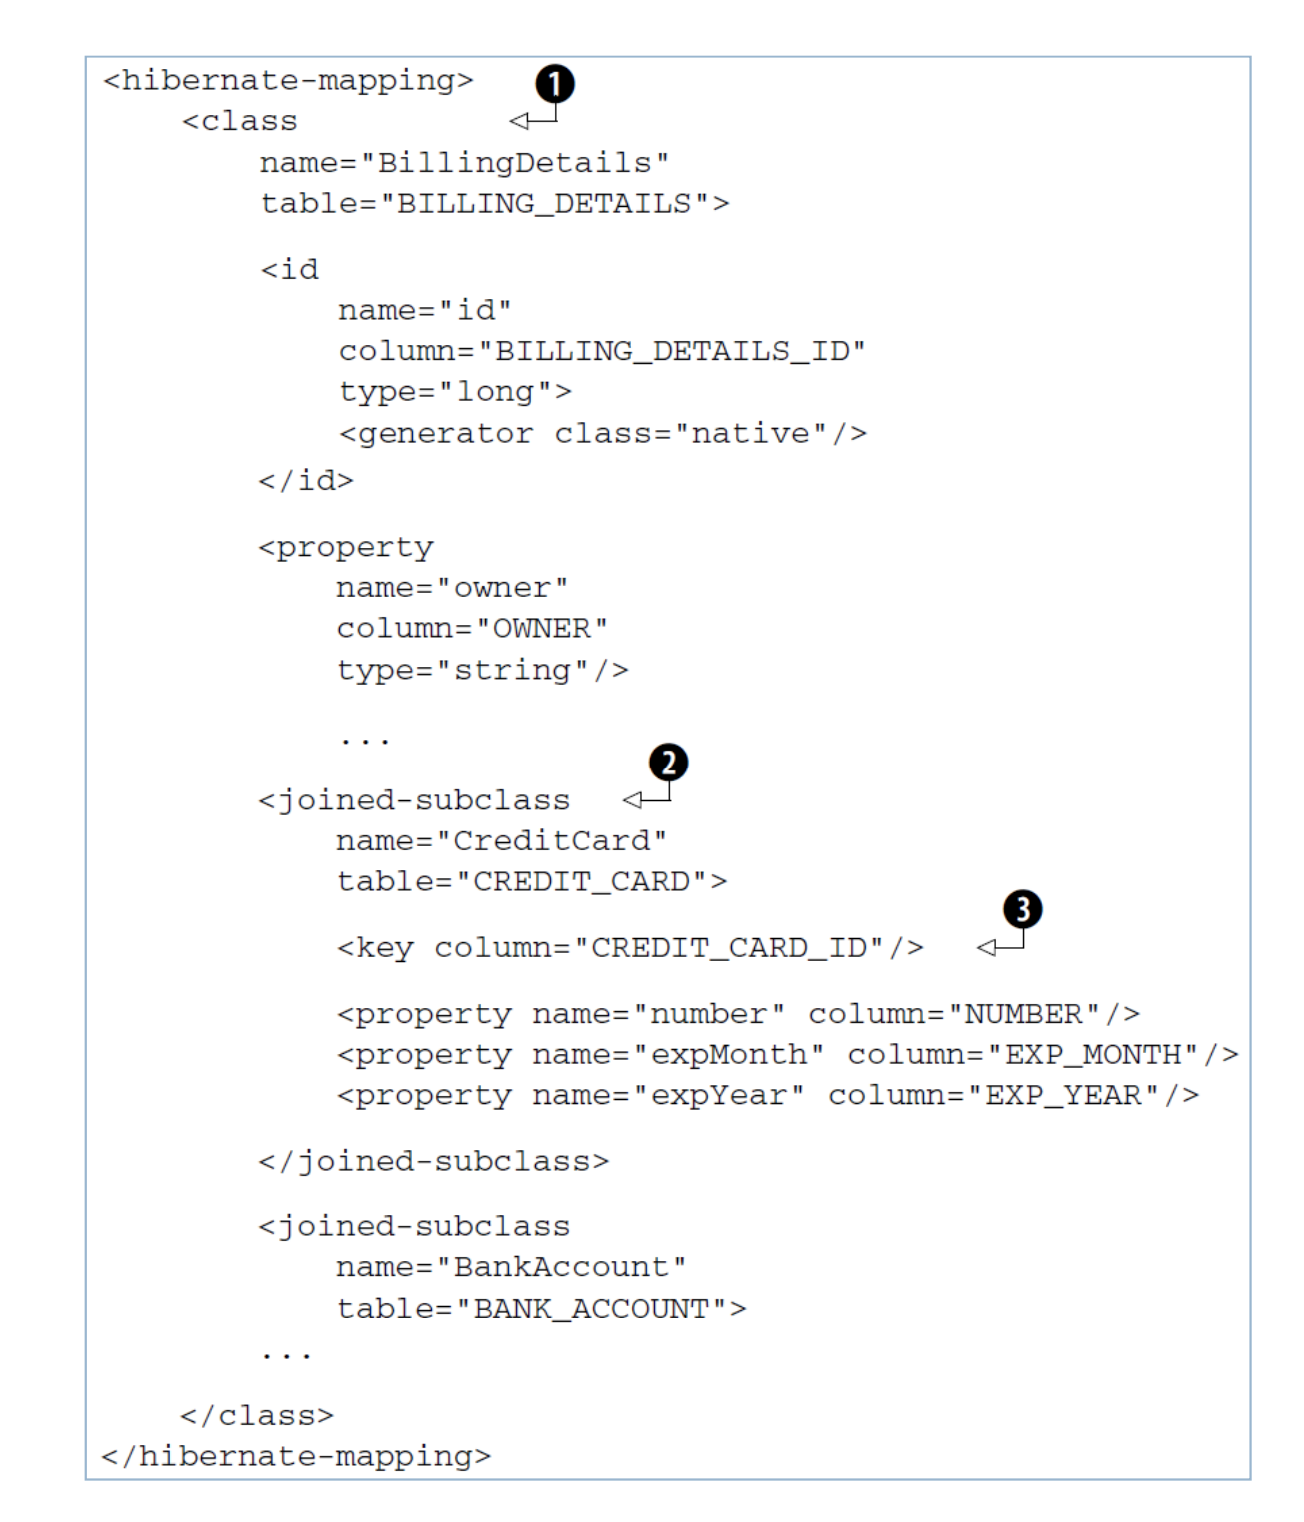 <hibernate-mapping>
1
<class
name="BillingDetails"
table="BILLING_DETAILS">
<id
name="id"
column="BILLING_DETAILS_ID"
type="long">
<generator class="native"/>
</id>
<property
name="owner"
column="OWNER"
type="string"/>
...
2
<joined-subclass
name="CreditCard"
table="CREDIT_CARD">
3
<key column="CREDIT_CARD_ID"/>
<property name="number" column="NUMBER"/>
<property name="expMonth" column="EXP_MONTH"/>
<property name="expYear" column="EXP_YEAR"/>
</joined-subclass>
<joined-subclass
name="BankAccount"
table="BANK_ACCOUNT">
...
</class>
</hibernate-mapping>